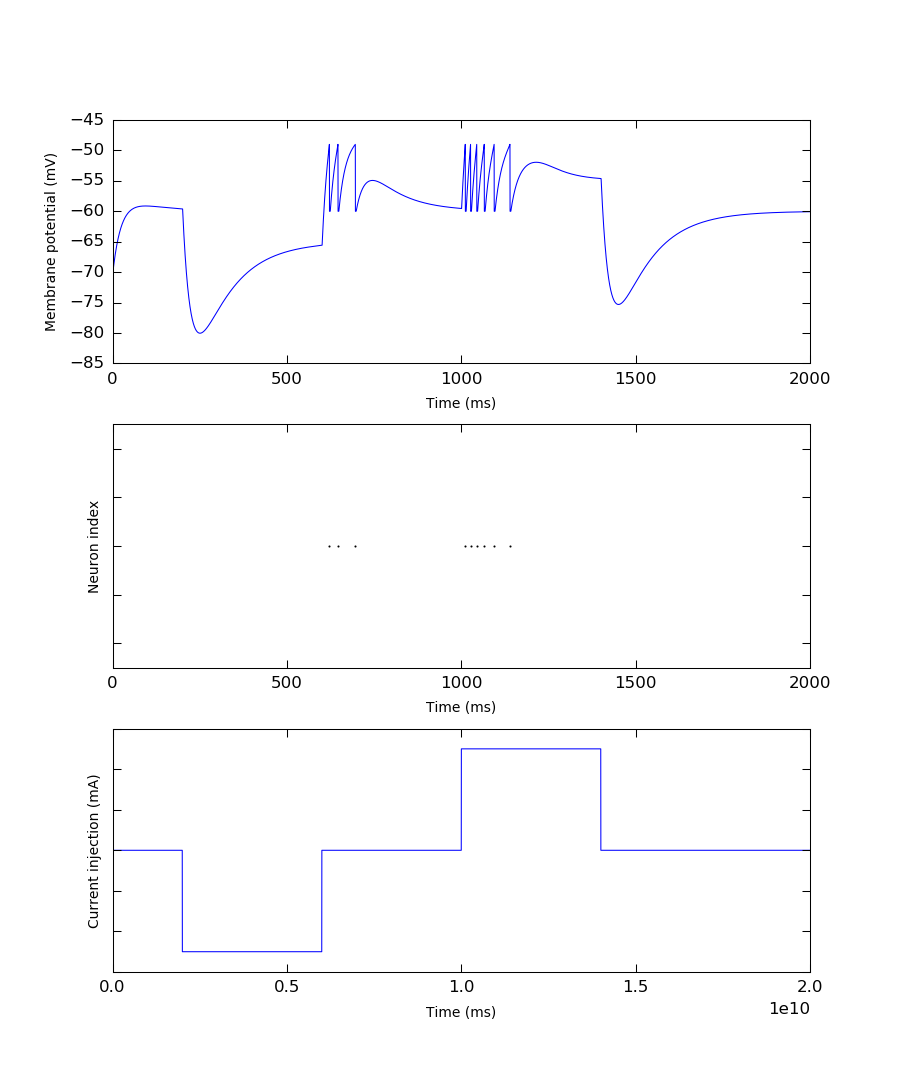 −45
−50
−55
−60
−65
−70
−75
−80
−85
Membrane potential (mV)
0 500 1000 1500 2000
Time (ms)
Neuron index
0 500 1000 1500 2000
Time (ms)
Current injection (mA)
0.0 0.5 1.0 1.5 2.0
1e10
Time (ms)